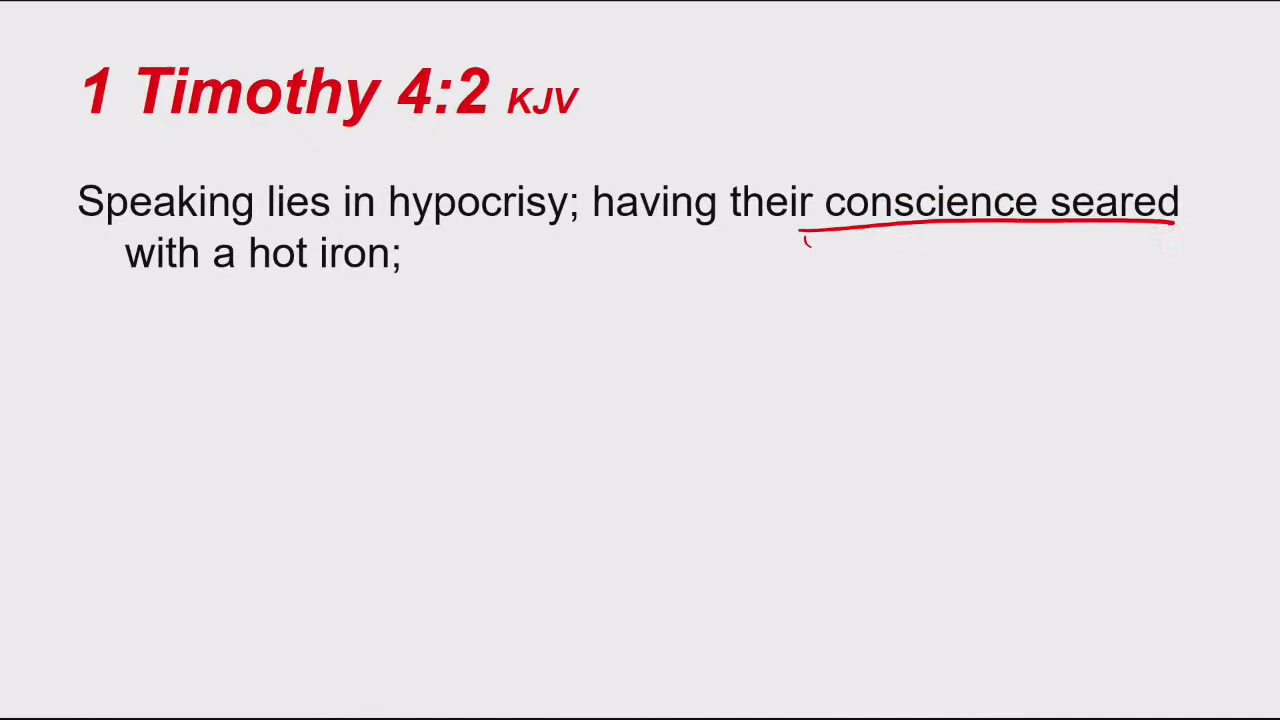 1 Timothy 4:2 KJV
Speaking lies in hypocrisy; having their conscience seared
with a hot iron;